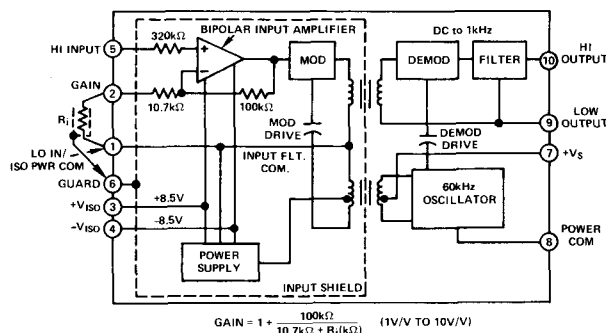 BIPOLAR INPUT AMPLIFIER
DC to 1kHz
HI INPUT
5
320kΩ
+
−
MOD
DEMOD
FILTER
10
HI
OUTPUT
GAIN
2
10.7kΩ
100kΩ
Ri
MOD
DRIVE
DEMOD
DRIVE
9
LOW
OUTPUT
1
LO IN/
ISO PWR COM
INPUT FLT.
COM.
7
+VS
GUARD
6
+VISO
3
+8.5V
60kHz
OSCILLATOR
−VISO
4
-8.5V
POWER
SUPPLY
8
POWER
COM
INPUT SHIELD
GAIN = 1 + 100kΩ / 10.7kΩ + Ri(kΩ) (1V/V TO 10V/V)